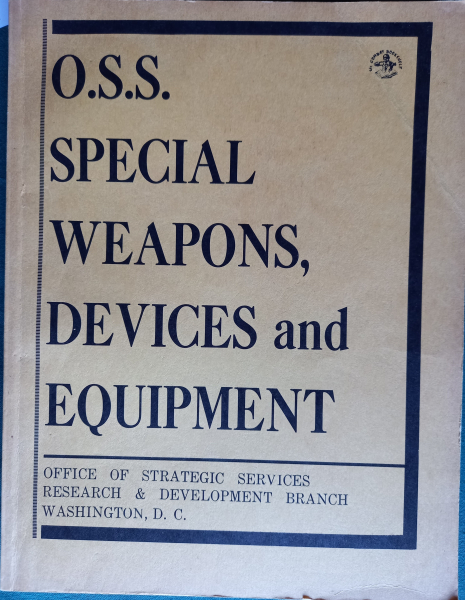 O.S.S.
SPECIAL
WEAPONS,
DEVICES and
EQUIPMENT
OFFICE OF STRATEGIC SERVICES
RESEARCH & DEVELOPMENT BRANCH
WASHINGTON, D. C.